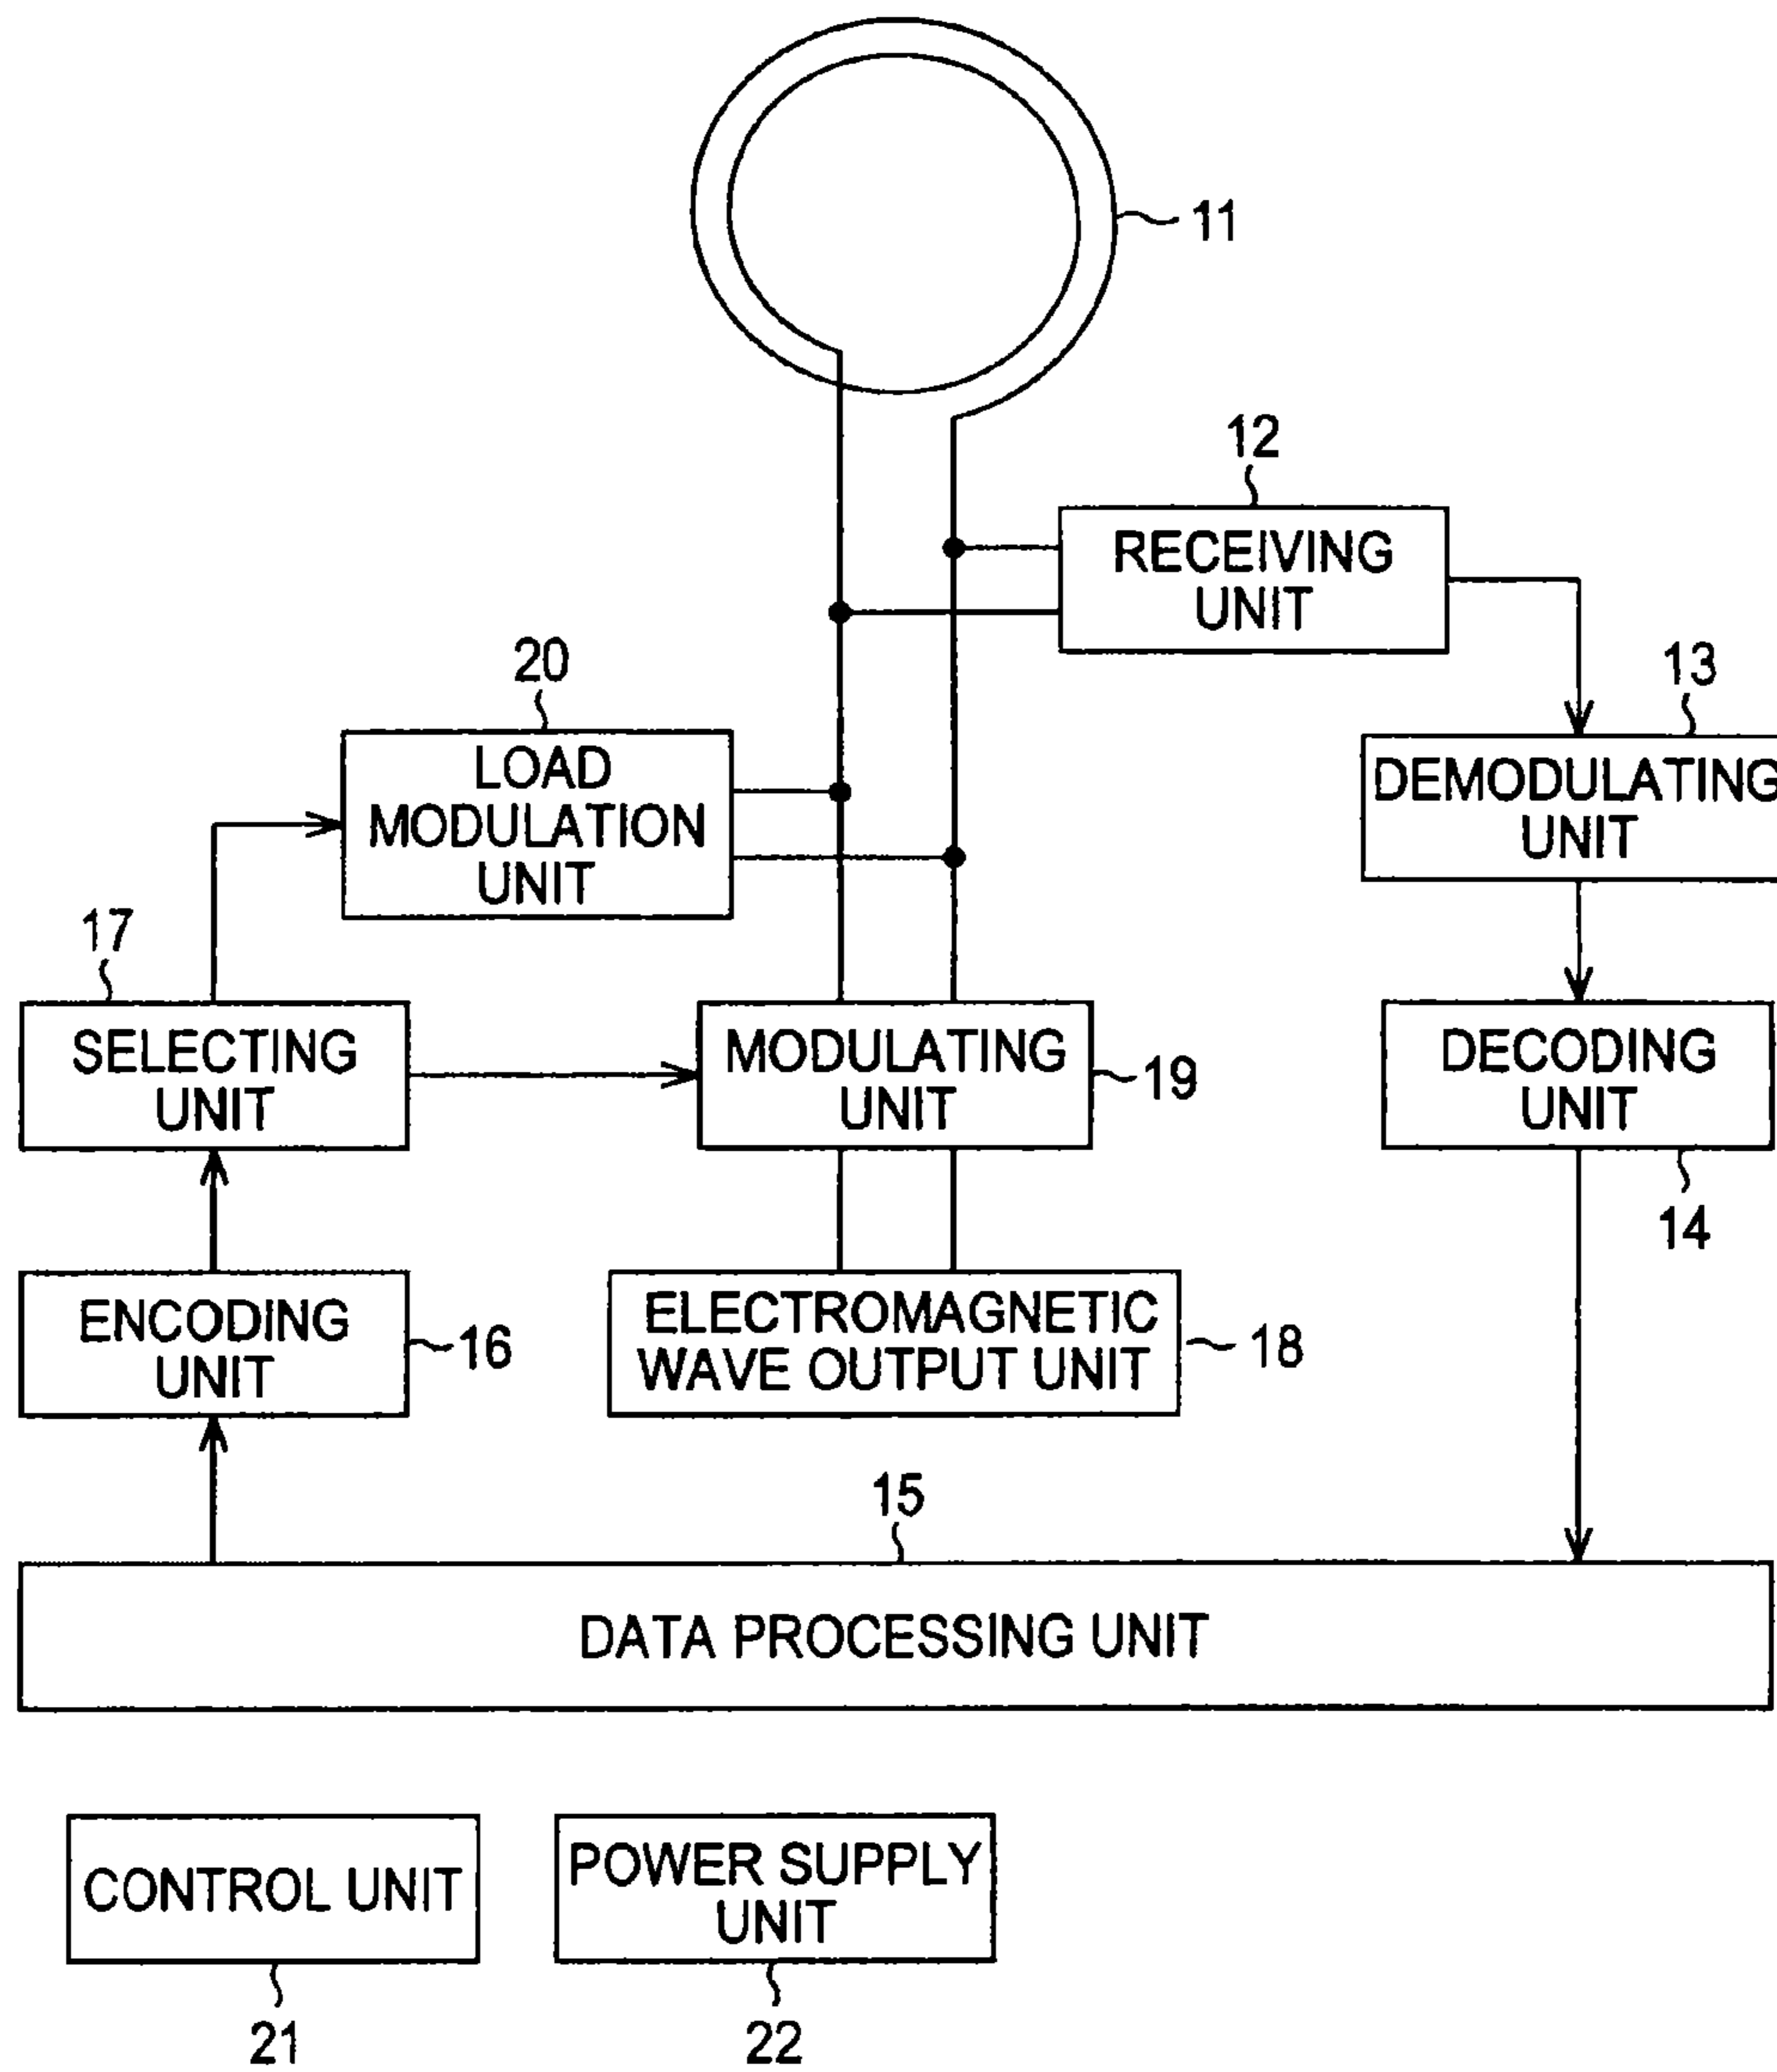 11
12
RECEIVING
UNIT
20
13
LOAD
MODULATION
UNIT
DEMODULATING
UNIT
17
SELECTING
UNIT
MODULATING
UNIT
19
DECODING
UNIT
14
ENCODING
UNIT
16
ELECTROMAGNETIC
WAVE OUTPUT UNIT
18
15
DATA PROCESSING UNIT
CONTROL UNIT
POWER SUPPLY
UNIT
21
22